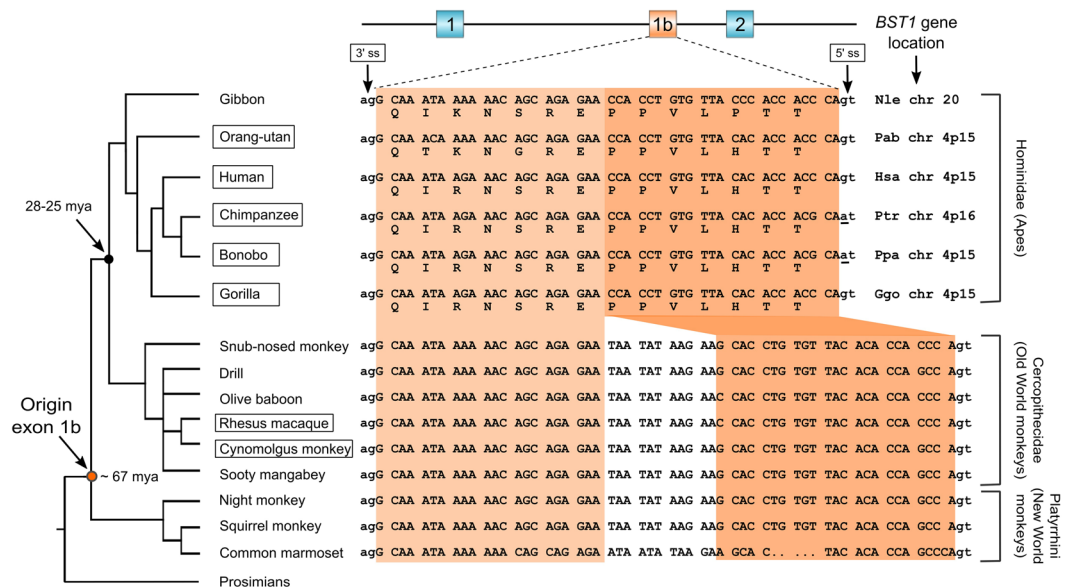 1 1b 2 BST1 gene
location
3' ss 5' ss
Gibbon agG CAA ATA AAA AAC AGC AGA GAA CCA CCT GTG TTA CCC ACC ACC CAgt Nle chr 20
Q I K N S R E P P V L P T T
Orang-utan agG CAA ACA AAA AAC GGC AGA GAA CCA CCT GTG TTA CAC ACC ACC CAgt Pab chr 4p15
Q T K N G R E P P V L H T T
Human agG CAA ATA AGA AAC AGC AGA GAA CCA CCT GTG TTA CAC ACC ACC CAgt Hsa chr 4p15
Q I R N S R E P P V L H T T
28-25 mya
Chimpanzee agG CAA ATA AGA AAC AGC AGA GAA CCA CCT GTG TTA CAC ACC ACG CAat Ptr chr 4p16
Q I R N S R E P P V L H T T
Bonobo agG CAA ATA AGA AAC AGC AGA GAA CCA CCT GTG TTA CAC ACC ACG CAat Ppa chr 4p15
Q I R N S R E P P V L H T T
Gorilla agG CAA ATA AGA AAC AGC AGA GAA CCA CCT GTG TTA CAC ACC ACC CAgt Ggo chr 4p15
Q I R N S R E P P V L H T T
Hominidae (Apes)
Snub-nosed monkey agG CAA ATA AAA AAC AGC AGA GAA TAA TAT AAG AAG CAC CTG TGT TAC ACA CCA CCC Agt
Drill agG CAA ATA AAA AAC AGC AGA GAA TAA TAT AAG AAG CAC CTG TGT TAC ACA CCA GCC Agt
Olive baboon agG CAA ATA AAA AAC AGC AGA GAA TAA TAT AAG AAG CAC CTG TGT TAC ACA CCA GCC Agt
Rhesus macaque agG CAA ATA AAA AAC AGC AGA GAA TAA TAT AAG AAG CAC CTG TGT TAC ACA CCA GCC Agt
Cynomolgus monkey agG CAA ATA AAA AAC AGC AGA GAA TAA TAT AAG AAG CAC CTG TGT TAC ACA CCA GCC Agt
Sooty mangabey agG CAA ATA AAA AAC AGC AGA GAA TAA TAT AAG AAG CAC CTG TGT TAC ACA CCA GCC Agt
Cercopithecidae
(Old World monkeys)
Origin
exon 1b
~ 67 mya
Night monkey agG CAA ATA AAA AAC AGC AGA GAA TAA TAT AAG AAG CAC CTG TGT TAC ACA CCA GCC Agt
Squirrel monkey agG CAA ATA AAA AAC AGC AGA GAA TAA TAT AAG AAG CAC CTG TGT TAC ACA CCA GCC Agt
Common marmoset agG CAA ATA AAA AAA CAG CAG AGA ATA ATA TAA GAA GCA C.. ... TAC ACA CCA GCCCAgt
Platyrrhini
(New World
monkeys)
Prosimians